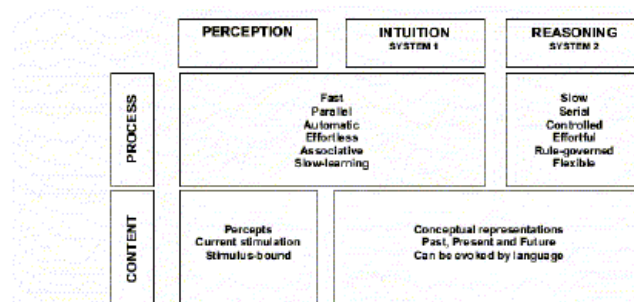 PERCEPTION
INTUITION
SYSTEM 1
REASONING
SYSTEM 2
PROCESS
Fast
Parallel
Automatic
Effortless
Associative
Slow-learning
Slow
Serial
Controlled
Effortful
Rule-governed
Flexible
CONTENT
Percepts
Current stimulation
Stimulus-bound
Conceptual representations
Past, Present and Future
Can be evoked by language